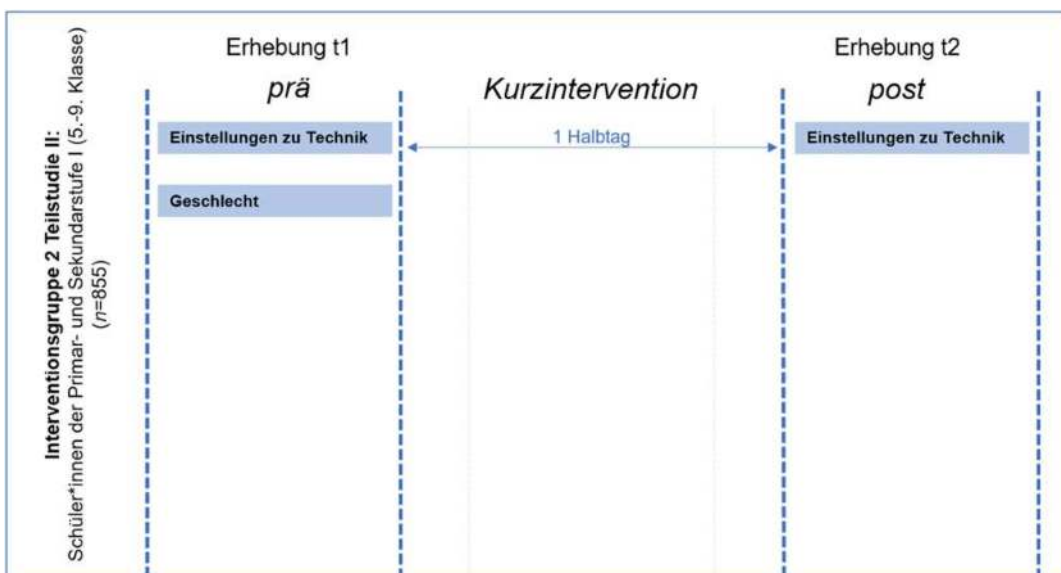 Interventionsgruppe 2 Teilstudie II:
Schüler*innen der Primar- und Sekundarstufe I (5.-9. Klasse)
(n=855)
Erhebung t1
prä
Kurzintervention
Erhebung t2
post
Einstellungen zu Technik
1 Halbtag
Einstellungen zu Technik
Geschlecht